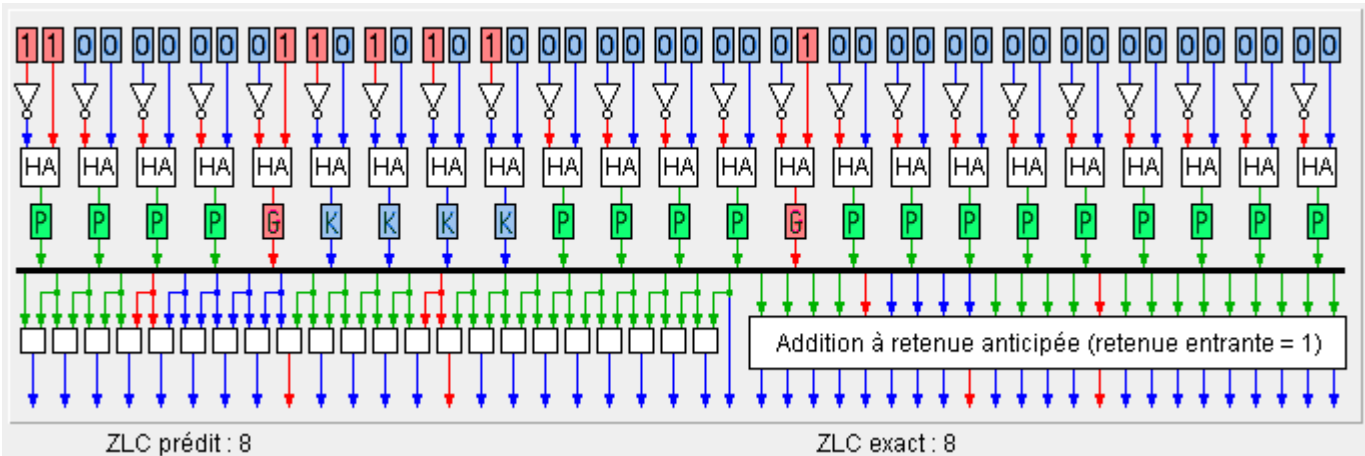 1 1 0 0 0 0 0 0 0 1 1 0 1 0 1 0 1 0 0 0 0 0 0 0 0 0 0 1 0 0 0 0 0 0 0 0 0 0 0 0 0 0 0 0 0 0
HA HA HA HA HA HA HA HA HA HA HA HA HA HA HA HA HA HA HA HA HA HA HA
P P P P G K K K K P P P P G P P P P P P P P P
Addition à retenue anticipée (retenue entrante = 1)
ZLC prédit : 8 ZLC exact : 8